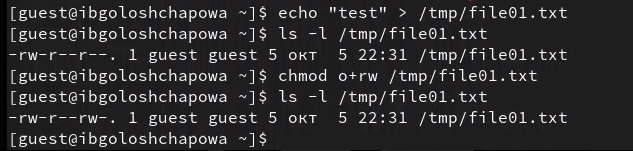 [guest@ibgoloshchapowa ~]$ echo "test" > /tmp/file01.txt
[guest@ibgoloshchapowa ~]$ ls -l /tmp/file01.txt
-rw-r--r--. 1 guest guest 5 окт  5 22:31 /tmp/file01.txt
[guest@ibgoloshchapowa ~]$ chmod o+rw /tmp/file01.txt
[guest@ibgoloshchapowa ~]$ ls -l /tmp/file01.txt
-rw-r--rw-. 1 guest guest 5 окт  5 22:31 /tmp/file01.txt
[guest@ibgoloshchapowa ~]$